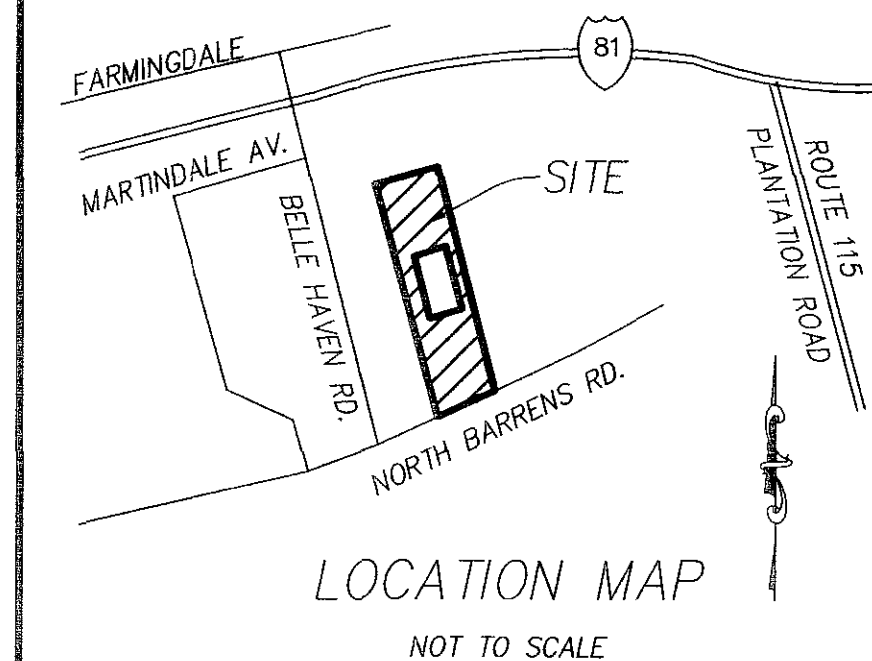 FARMINGDALE
81
MARTINDALE AV.
SITE
BELLE HAVEN RD.
ROUTE 115
PLANTATION ROAD
NORTH BARRENS RD.
LOCATION MAP
NOT TO SCALE